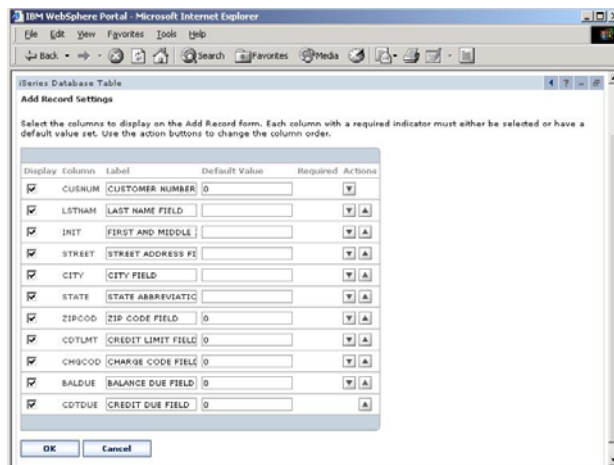 IBM WebSphere Portal - Microsoft Internet Explorer
File Edit View Favorites Tools Help
Back Search Favorites Media
iSeries Database Table
Add Record Settings
Select the columns to display on the Add Record form. Each column with a required indicator must either be selected or have a
default value set. Use the action buttons to change the column order.
Display Column Label Default Value Required Actions
CUSNUM CUSTOMER NUMBER 0
LSTNAM LAST NAME FIELD
INIT FIRST AND MIDDLE
STREET STREET ADDRESS FI
CITY CITY FIELD
STATE STATE ABBREVIATIO
ZIPCOD ZIP CODE FIELD 0
CDTLMT CREDIT LIMIT FIELD 0
CHGCOD CHARGE CODE FIELD 0
BALDUE BALANCE DUE FIELD 0
CDTDUE CREDIT DUE FIELD 0
OK Cancel